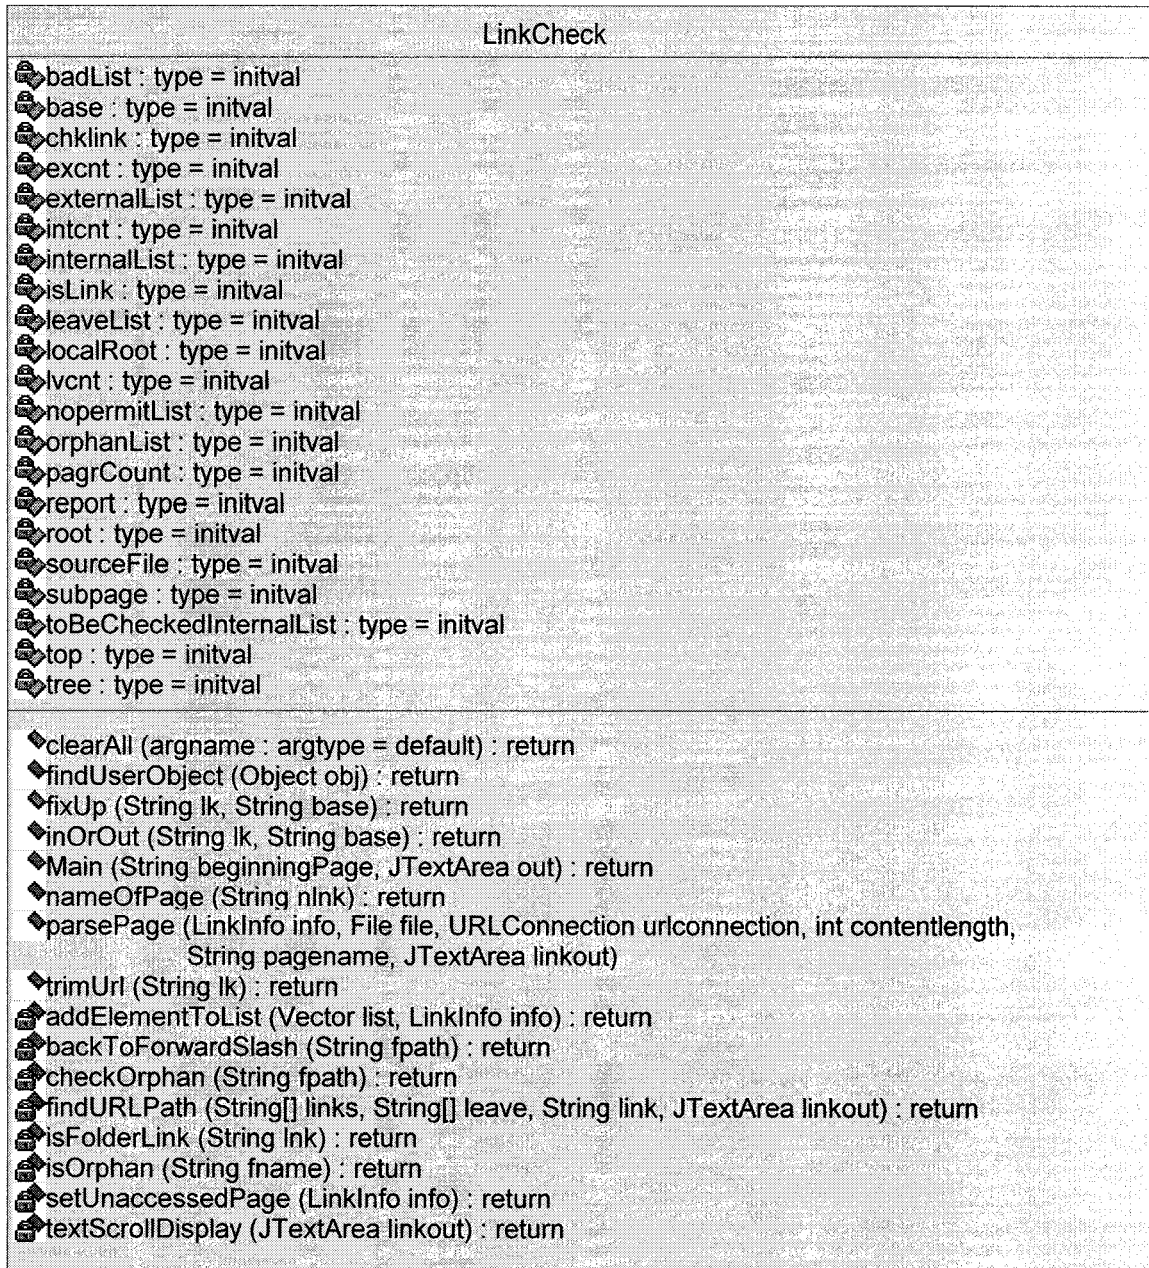 LinkCheck
badList : type = initval
base : type = initval
chklink : type = initval
excnt : type = initval
externalList : type = initval
intcnt : type = initval
internalList : type = initval
isLink : type = initval
leaveList : type = initval
localRoot : type = initval
lvcnt : type = initval
nopermitList : type = initval
orphanList : type = initval
pagrCount : type = initval
report : type = initval
root : type = initval
sourceFile : type = initval
subpage : type = initval
toBeCheckedInternalList : type = initval
top : type = initval
tree : type = initval
clearAll (argname : argtype = default) : return
findUserObject (Object obj) : return
fixUp (String lk, String base) : return
inOrOut (String lk, String base) : return
Main (String beginningPage, JTextArea out) : return
nameOfPage (String nlnk) : return
parsePage (LinkInfo info, File file, URLConnection urlconnection, int contentlength,
String pagename, JTextArea linkout)
trimUrl (String lk) : return
addElementToList (Vector list, LinkInfo info) : return
backToForwardSlash (String fpath) : return
checkOrphan (String fpath) : return
findURLPath (String[] links, String[] leave, String link, JTextArea linkout) : return
isFolderLink (String lnk) : return
isOrphan (String fname) : return
setUnaccessedPage (LinkInfo info) : return
textScrollDisplay (JTextArea linkout) : return